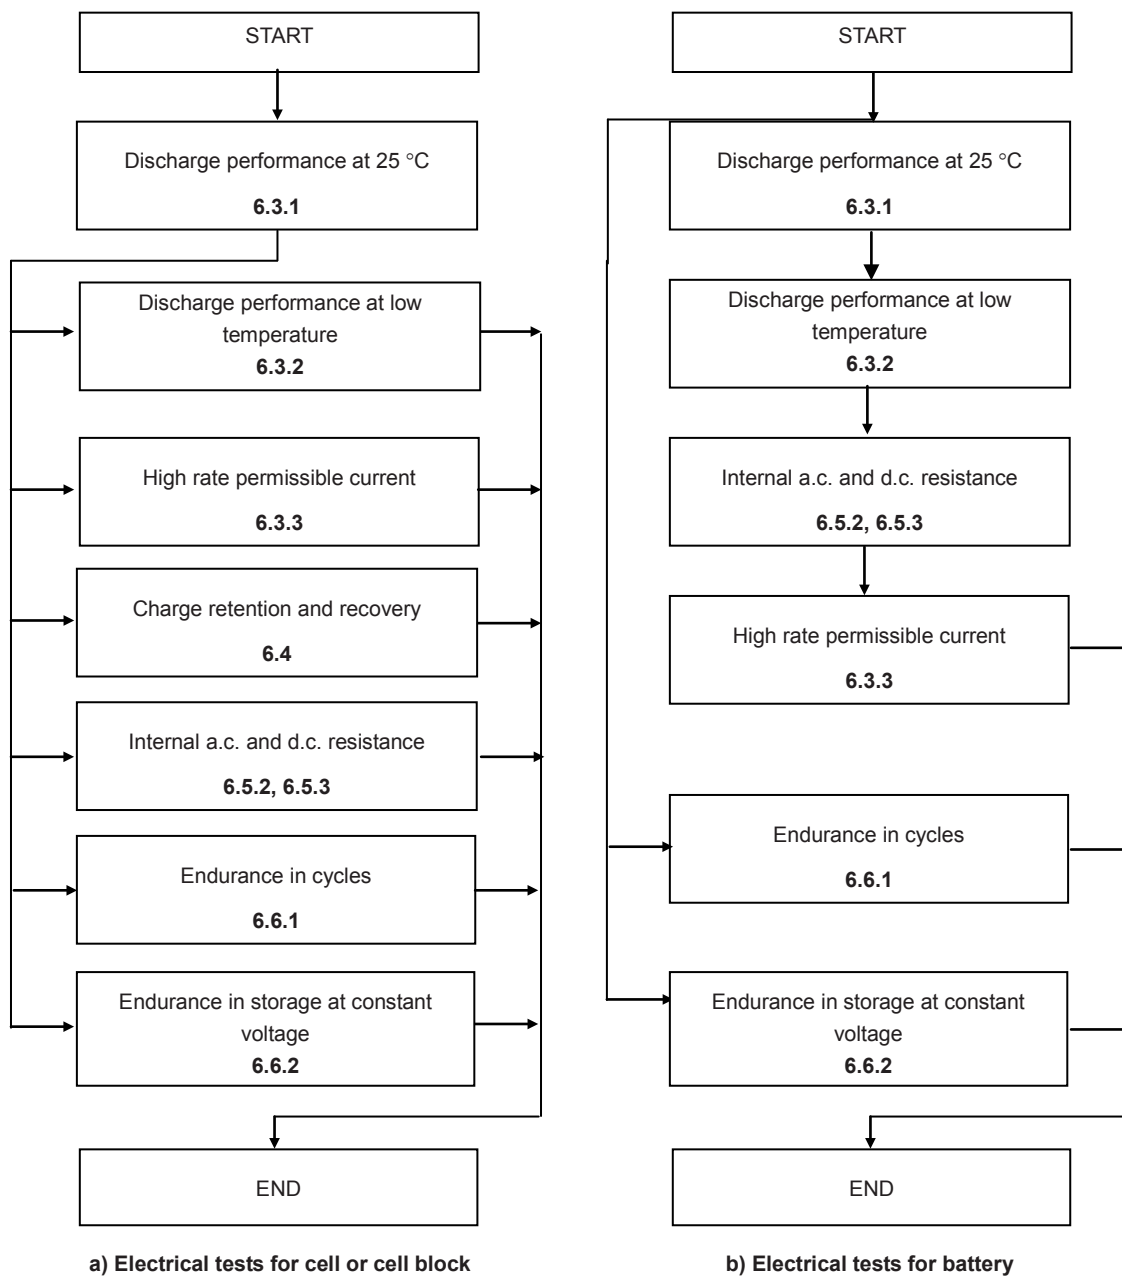 START
Discharge performance at 25 °C
6.3.1
Discharge performance at low
temperature
6.3.2
High rate permissible current
6.3.3
Charge retention and recovery
6.4
Internal a.c. and d.c. resistance
6.5.2, 6.5.3
Endurance in cycles
6.6.1
Endurance in storage at constant
voltage
6.6.2
END
a) Electrical tests for cell or cell block
START
Discharge performance at 25 °C
6.3.1
Discharge performance at low
temperature
6.3.2
Internal a.c. and d.c. resistance
6.5.2, 6.5.3
High rate permissible current
6.3.3
Endurance in cycles
6.6.1
Endurance in storage at constant
voltage
6.6.2
END
b) Electrical tests for battery